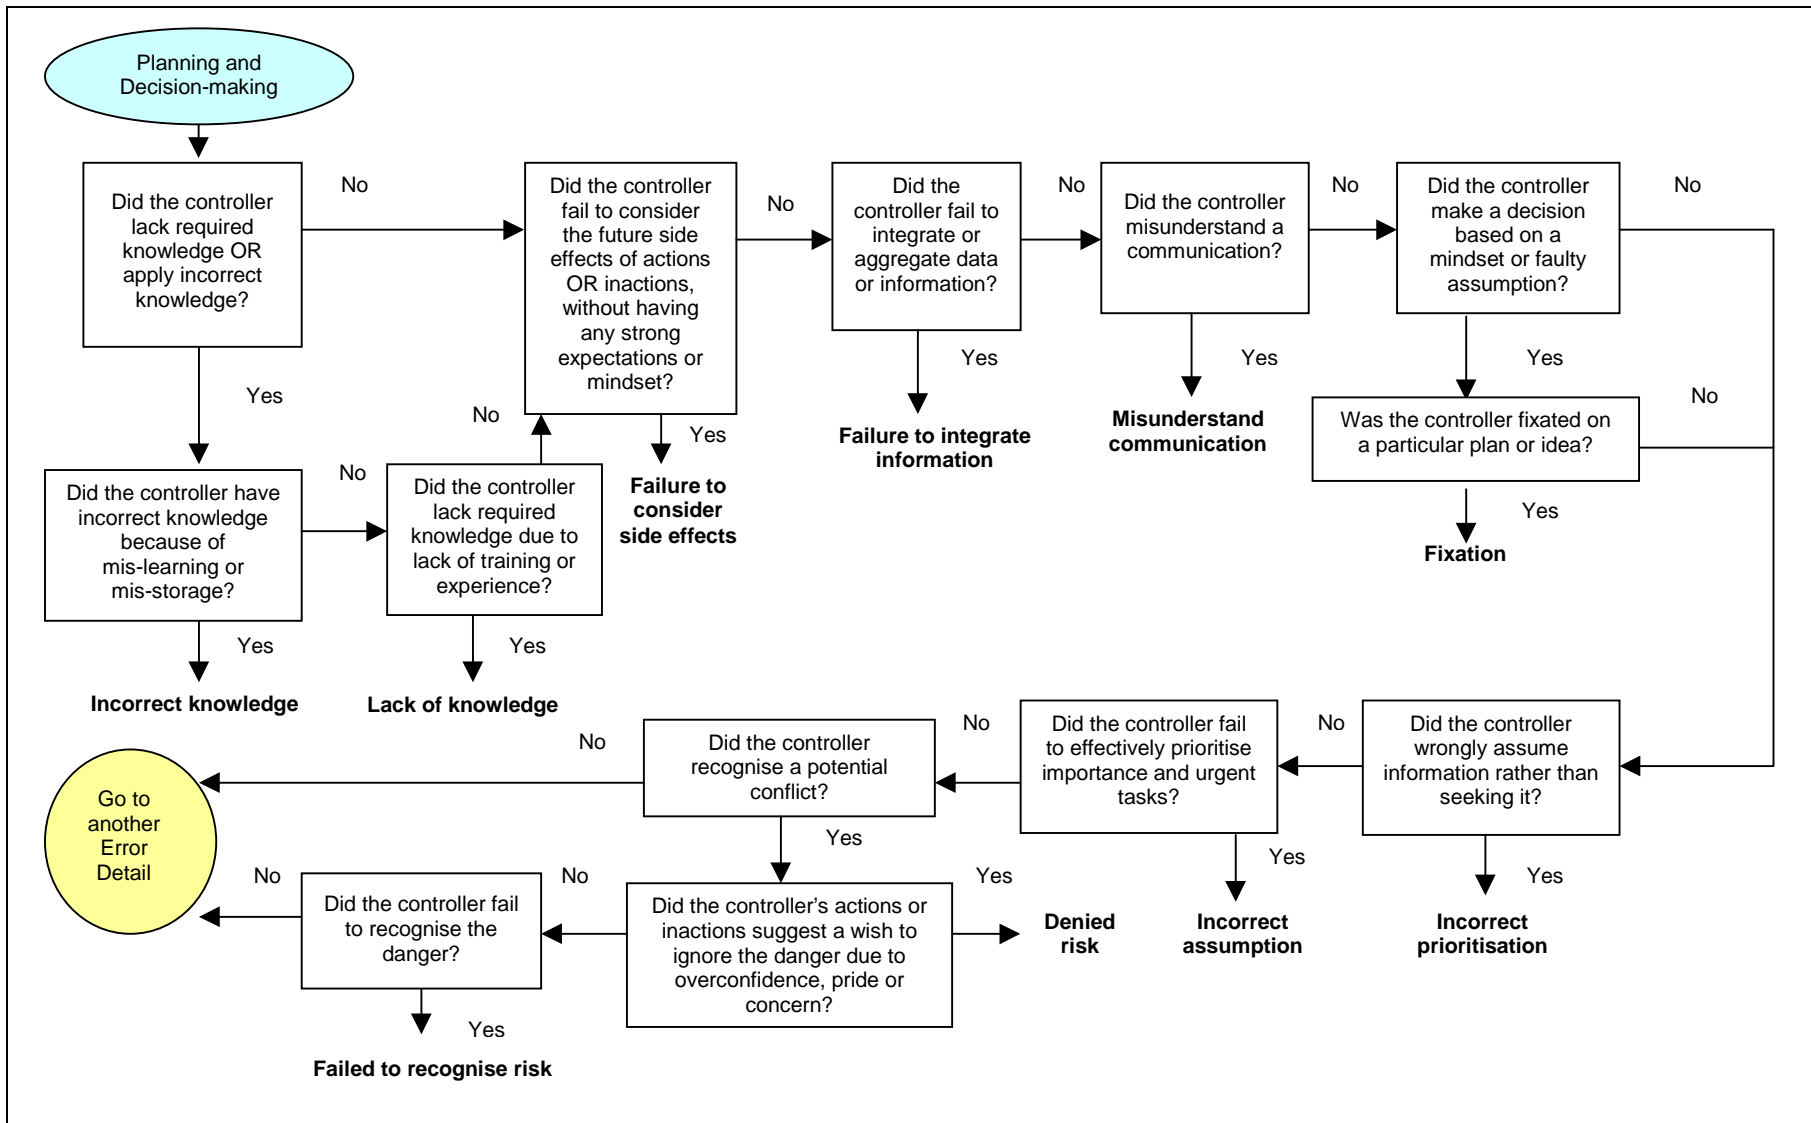 Planning and
Decision-making
Did the controller
lack required
knowledge OR
apply incorrect
knowledge?
No
Did the controller
fail to consider
the future side
effects of actions
OR inactions,
without having
any strong
expectations or
mindset?
No
Did the
controller fail to
integrate or
aggregate data
or information?
No
Did the controller
misunderstand a
communication?
No
Did the controller
make a decision
based on a
mindset or faulty
assumption?
No
Yes
Yes
Failure to integrate
information
Yes
Misunderstand
communication
Yes
Was the controller fixated on
a particular plan or idea?
No
Yes
Fixation
Did the controller have
incorrect knowledge
because of
mis-learning or
mis-storage?
No
Did the controller
lack required
knowledge due to
lack of training or
experience?
No
Yes
Failure to
consider
side effects
Yes
Incorrect knowledge
Yes
Lack of knowledge
Did the controller
wrongly assume
information rather than
seeking it?
No
Did the controller fail
to effectively prioritise
importance and urgent
tasks?
No
Did the controller
recognise a potential
conflict?
No
Go to
another
Error
Detail
Yes
Incorrect
prioritisation
Yes
Incorrect
assumption
Yes
Did the controller's actions or
inactions suggest a wish to
ignore the danger due to
overconfidence, pride or
concern?
Yes
Denied
risk
No
Did the controller fail
to recognise the
danger?
No
Yes
Failed to recognise risk